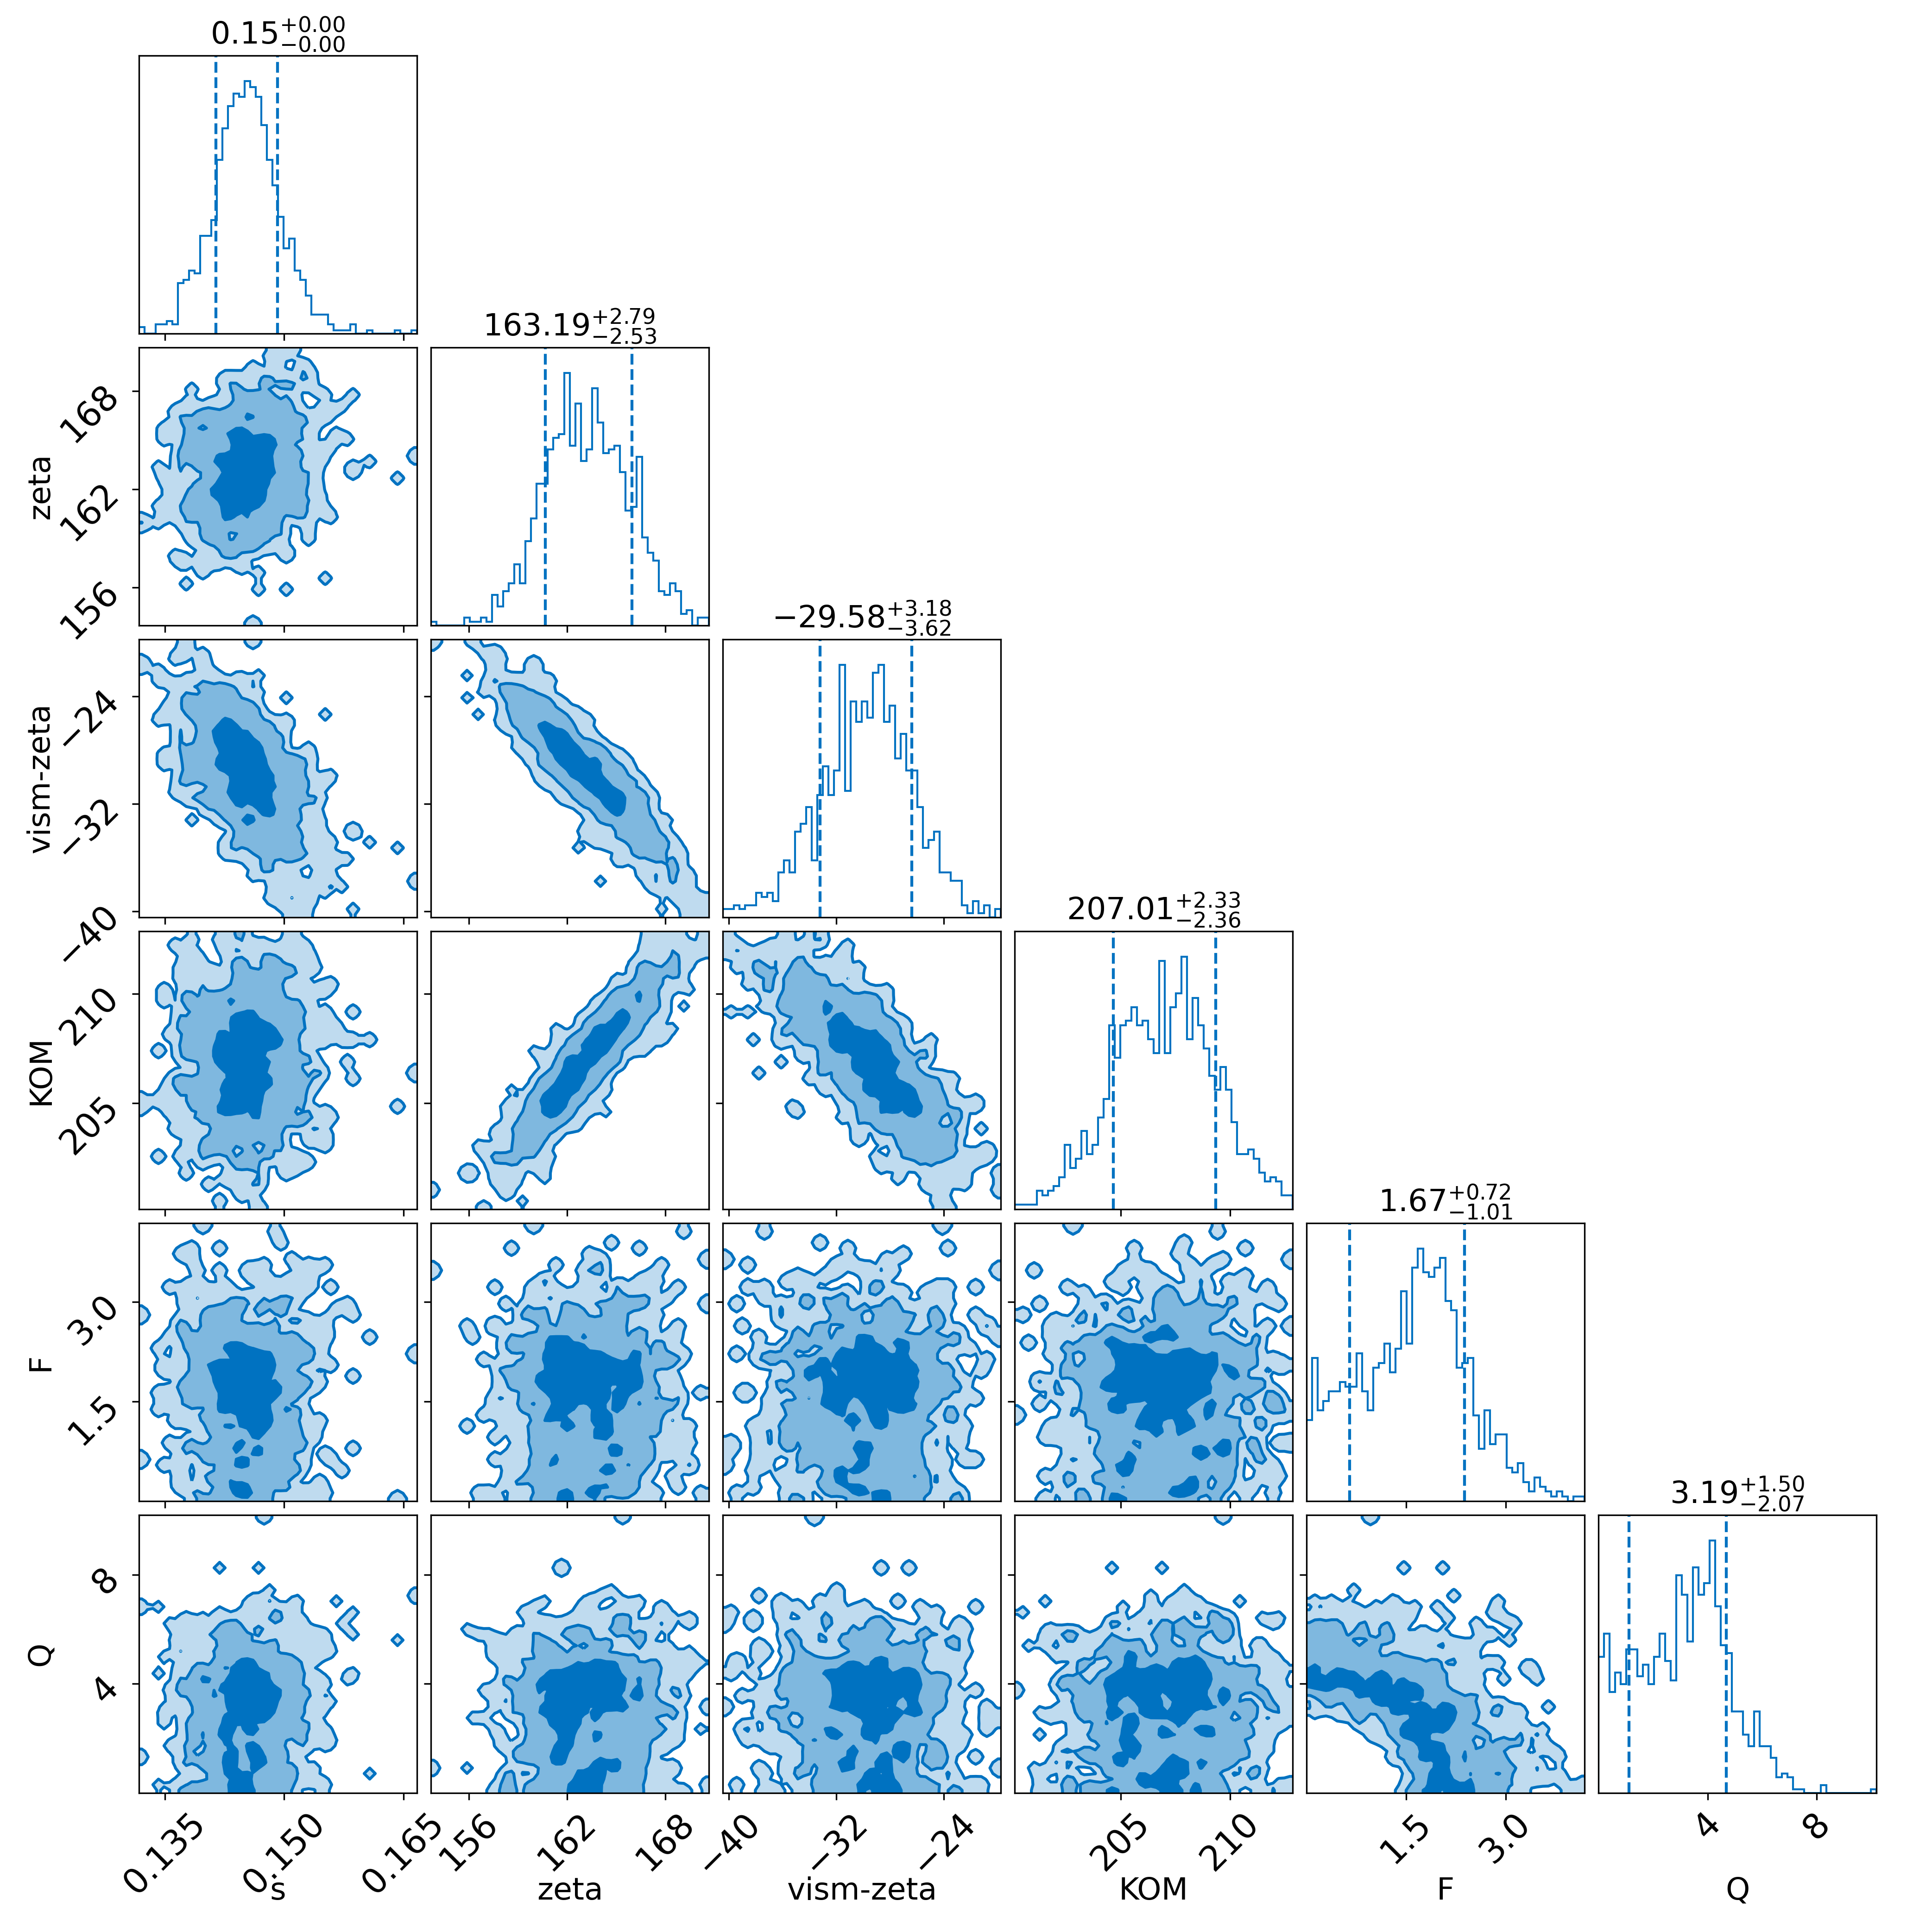 0.15+0.00−0.00
163.19+2.79−2.53
168
162
156
zeta
−29.58+3.18−3.62
−24
−32
−40
vism-zeta
207.01+2.33−2.36
210
205
KOM
1.67+0.72−1.01
3.0
1.5
F
3.19+1.50−2.07
8
4
Q
0.135 0.150 0.165 156 162 168 −40 −32 −24 205 210 1.5 3.0 4 8
s zeta vism-zeta KOM F Q